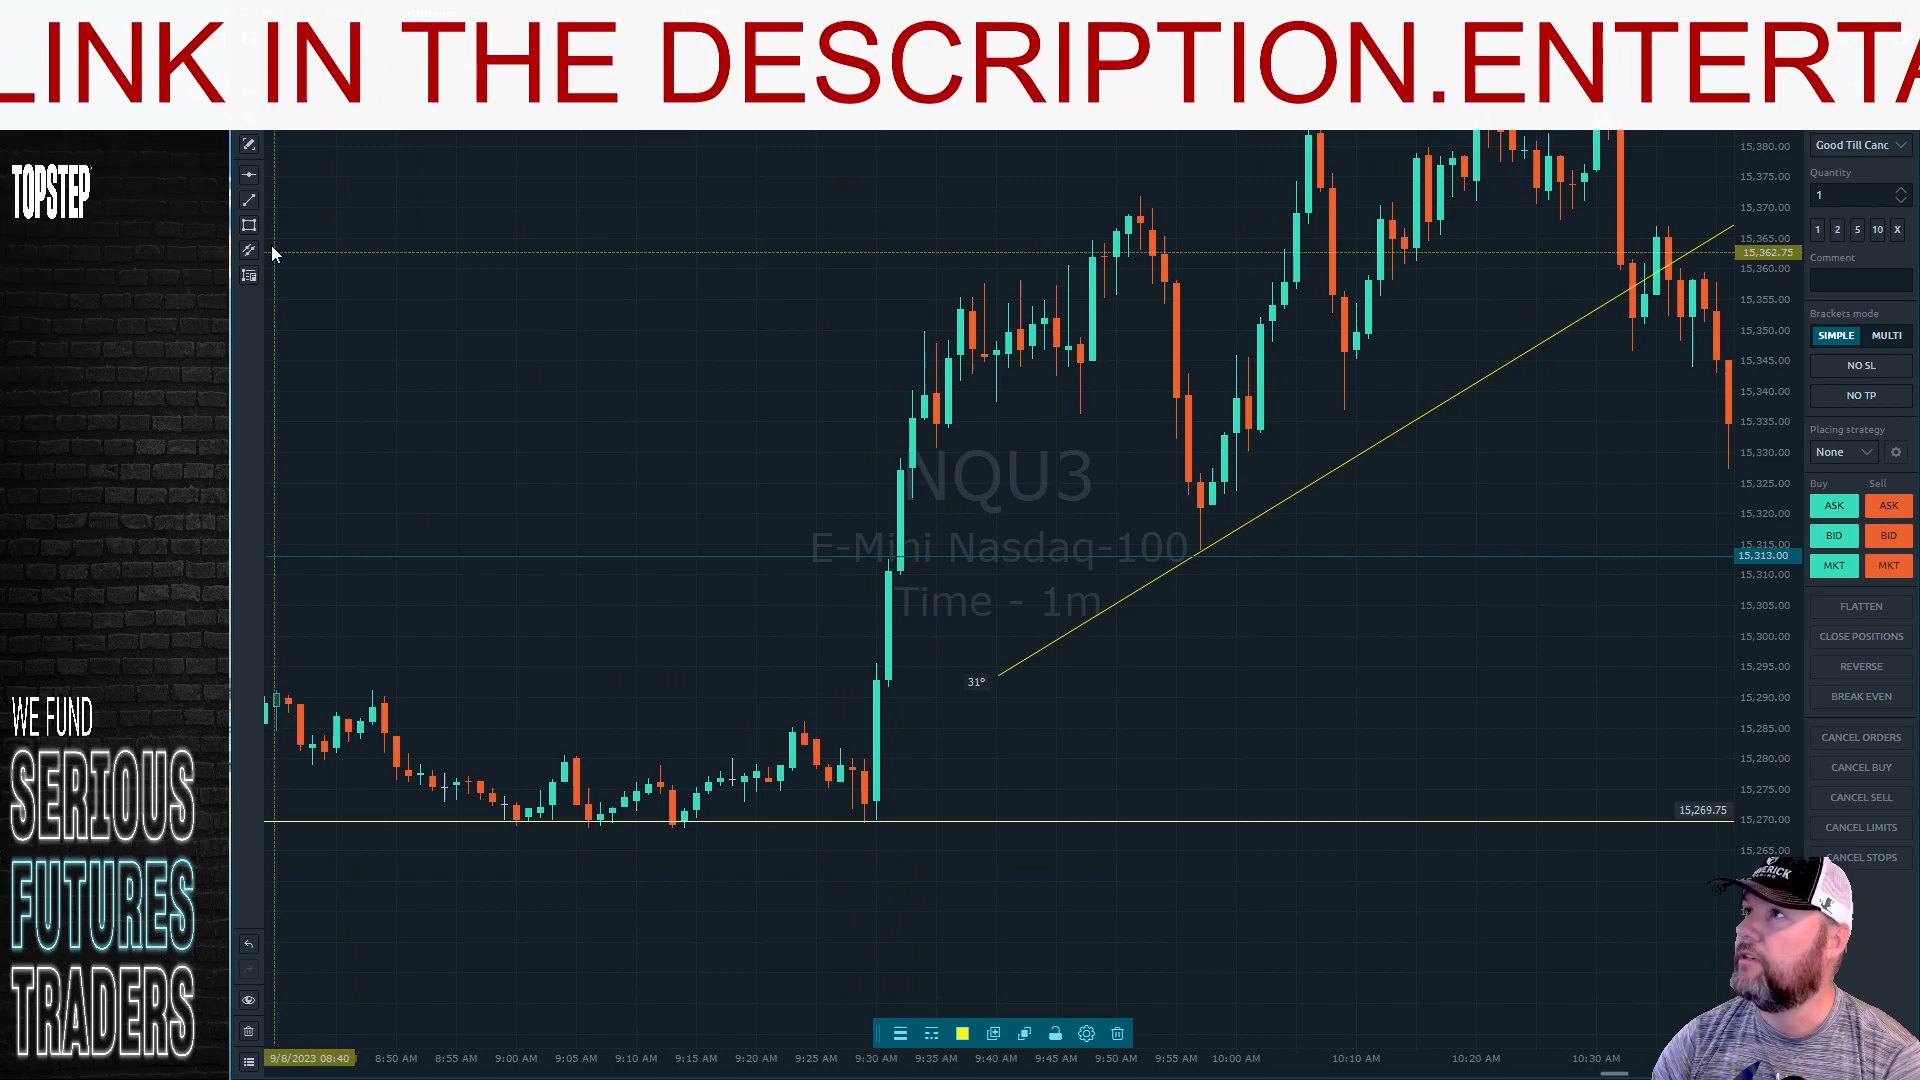 LINK IN THE DESCRIPTION.ENTERTA
TOPSTEP
WE FUND
SERIOUS
FUTURES
TRADERS
NQU3
E-Mini Nasdaq-100
Time - 1m
31º
15,269.75
15,380.00
15,375.00
15,370.00
15,365.00
15,362.75
15,360.00
15,355.00
15,350.00
15,345.00
15,340.00
15,335.00
15,330.00
15,325.00
15,320.00
15,315.00
15,313.00
15,310.00
15,305.00
15,300.00
15,295.00
15,290.00
15,285.00
15,280.00
15,275.00
15,270.00
15,265.00
9/8/2023 08:40 8:50 AM 8:55 AM 9:00 AM 9:05 AM 9:10 AM 9:15 AM 9:20 AM 9:25 AM 9:30 AM 9:35 AM 9:40 AM 9:45 AM 9:50 AM 9:55 AM 10:00 AM 10:10 AM 10:20 AM 10:30 AM
Good Till Canc
Quantity
1
1 2 5 10 X
Comment
Brackets mode
SIMPLE MULTI
NO SL
NO TP
Placing strategy
None
Buy Sell
ASK ASK
BID BID
MKT MKT
FLATTEN
CLOSE POSITIONS
REVERSE
BREAK EVEN
CANCEL ORDERS
CANCEL BUY
CANCEL SELL
CANCEL LIMITS
CANCEL STOPS